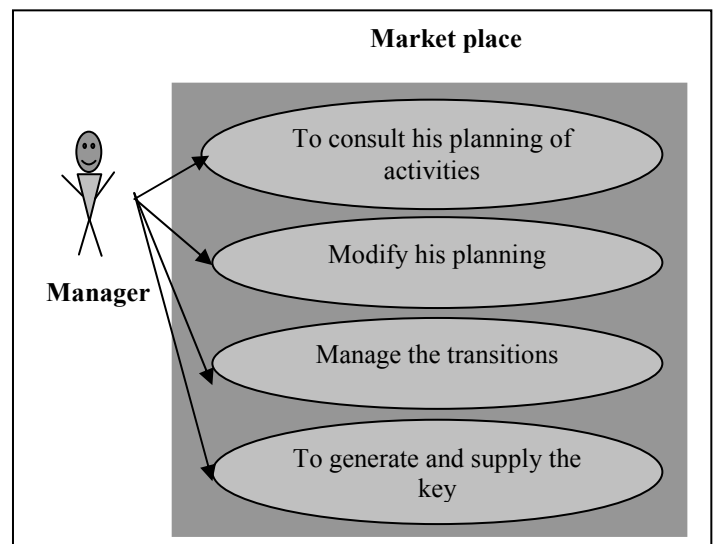 Market place
To consult his planning of
activities
Modify his planning
Manager
Manage the transitions
To generate and supply the
key